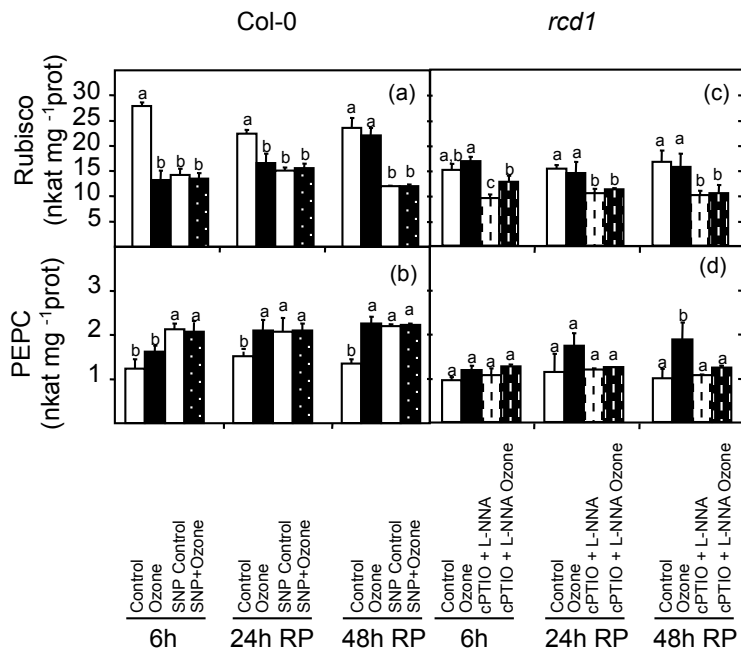 Col-0 rcd1
Rubisco
(nkat mg ⁻¹prot)
30
25
20
15
10
5
(a)
a b b b
a b b b
a a b b
(c)
a,b a c b
a a b b
a a b b
PEPC
(nkat mg ⁻¹prot)
3
2
1
(b)
b b a a
b a a a
b a a a
(d)
a a a a
a a a a
a b a a
Control
Ozone
SNP Control
SNP+Ozone
Control
Ozone
SNP Control
SNP+Ozone
Control
Ozone
SNP Control
SNP+Ozone
Control
Ozone
cPTIO + L-NNA
cPTIO + L-NNA Ozone
Control
Ozone
cPTIO + L-NNA
cPTIO + L-NNA Ozone
Control
Ozone
cPTIO + L-NNA
cPTIO + L-NNA Ozone
6h 24h RP 48h RP 6h 24h RP 48h RP